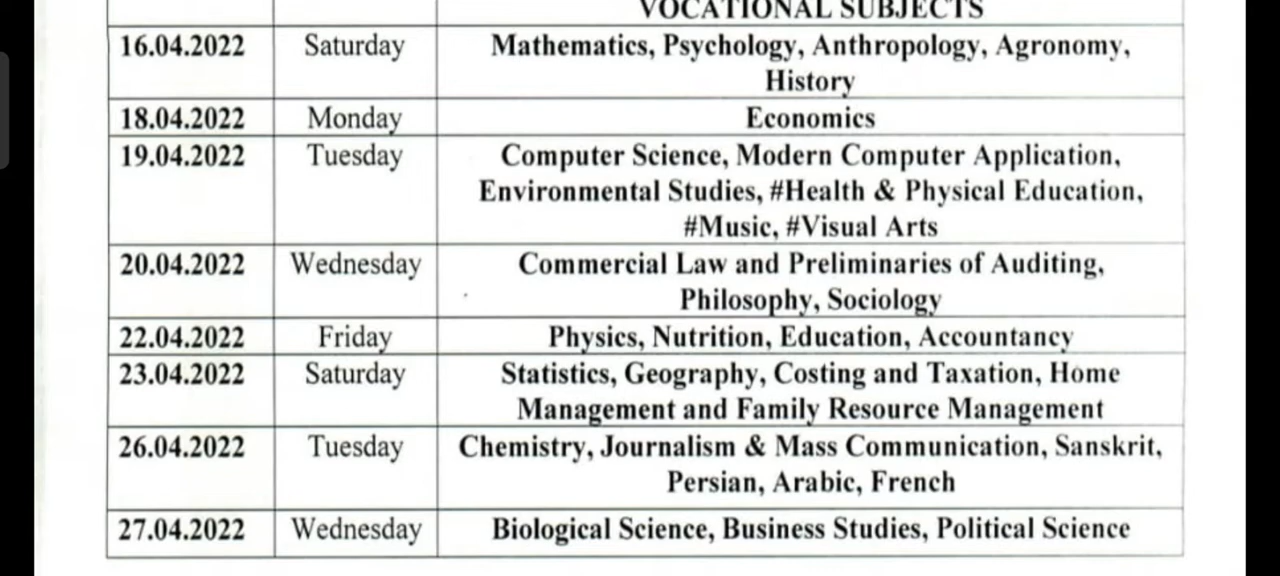 VOCATIONAL SUBJECTS
16.04.2022 Saturday Mathematics, Psychology, Anthropology, Agronomy,
History
18.04.2022 Monday Economics
19.04.2022 Tuesday Computer Science, Modern Computer Application,
Environmental Studies, #Health & Physical Education,
#Music, #Visual Arts
20.04.2022 Wednesday Commercial Law and Preliminaries of Auditing,
Philosophy, Sociology
22.04.2022 Friday Physics, Nutrition, Education, Accountancy
23.04.2022 Saturday Statistics, Geography, Costing and Taxation, Home
Management and Family Resource Management
26.04.2022 Tuesday Chemistry, Journalism & Mass Communication, Sanskrit,
Persian, Arabic, French
27.04.2022 Wednesday Biological Science, Business Studies, Political Science